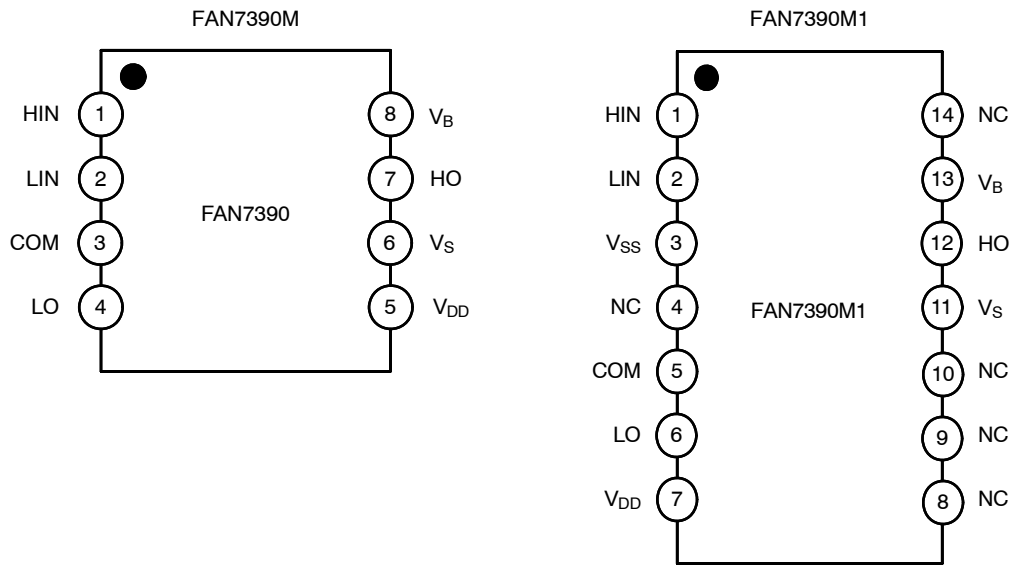 FAN7390M
HIN 1 8 VB
LIN 2 7 HO
FAN7390
COM 3 6 VS
LO 4 5 VDD
FAN7390M1
HIN 1 14 NC
LIN 2 13 VB
VSS 3 12 HO
NC 4 FAN7390M1 11 VS
COM 5 10 NC
LO 6 9 NC
VDD 7 8 NC